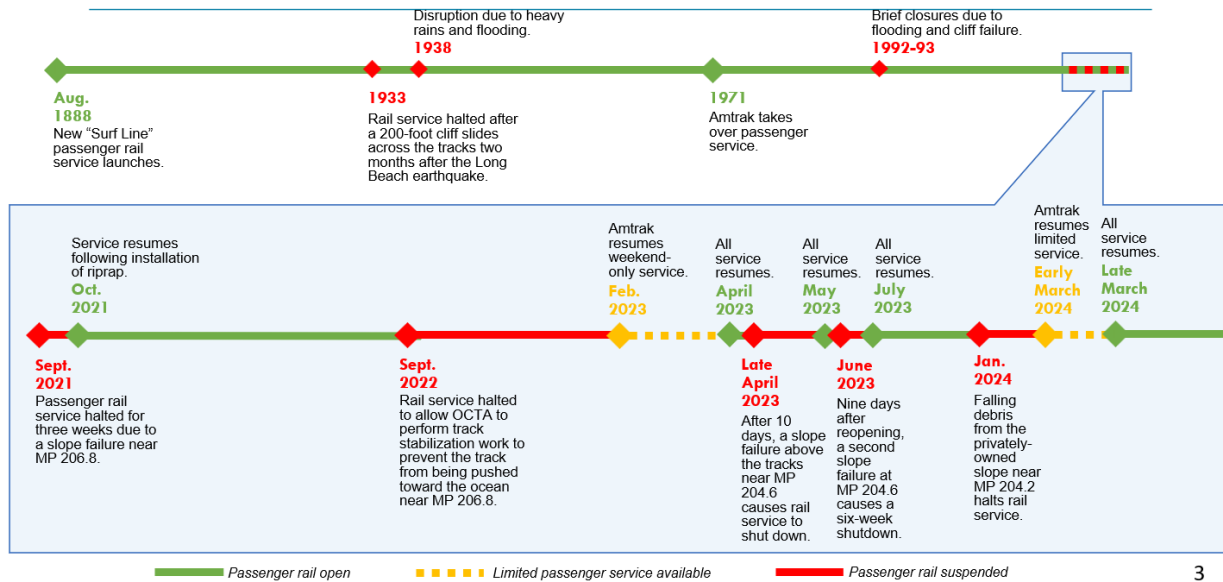 Disruption due to heavy
rains and flooding.
1938
Brief closures due to
flooding and cliff failure.
1992-93
Aug.
1888
New “Surf Line”
passenger rail
service launches.
1933
Rail service halted after
a 200-foot cliff slides
across the tracks two
months after the Long
Beach earthquake.
1971
Amtrak takes
over passenger
service.
Service resumes
following installation
of riprap.
Oct.
2021
Amtrak
resumes
weekend-
only service.
Feb.
2023
All
service
resumes.
April
2023
All
service
resumes.
May
2023
All
service
resumes.
July
2023
Amtrak
resumes
limited
service.
Early
March
2024
All
service
resumes.
Late
March
2024
Sept.
2021
Passenger rail
service halted for
three weeks due to
a slope failure near
MP 206.8.
Sept.
2022
Rail service halted
to allow OCTA to
perform track
stabilization work to
prevent the track
from being pushed
toward the ocean
near MP 206.8.
Late
April
2023
After 10
days, a slope
failure above
the tracks
near MP
204.6
causes rail
service to
shut down.
June
2023
Nine days
after
reopening,
a second
slope
failure at
MP 204.6
causes a
six-week
shutdown.
Jan.
2024
Falling
debris
from the
privately-
owned
slope near
MP 204.2
halts rail
service.
Passenger rail open
Limited passenger service available
Passenger rail suspended
3